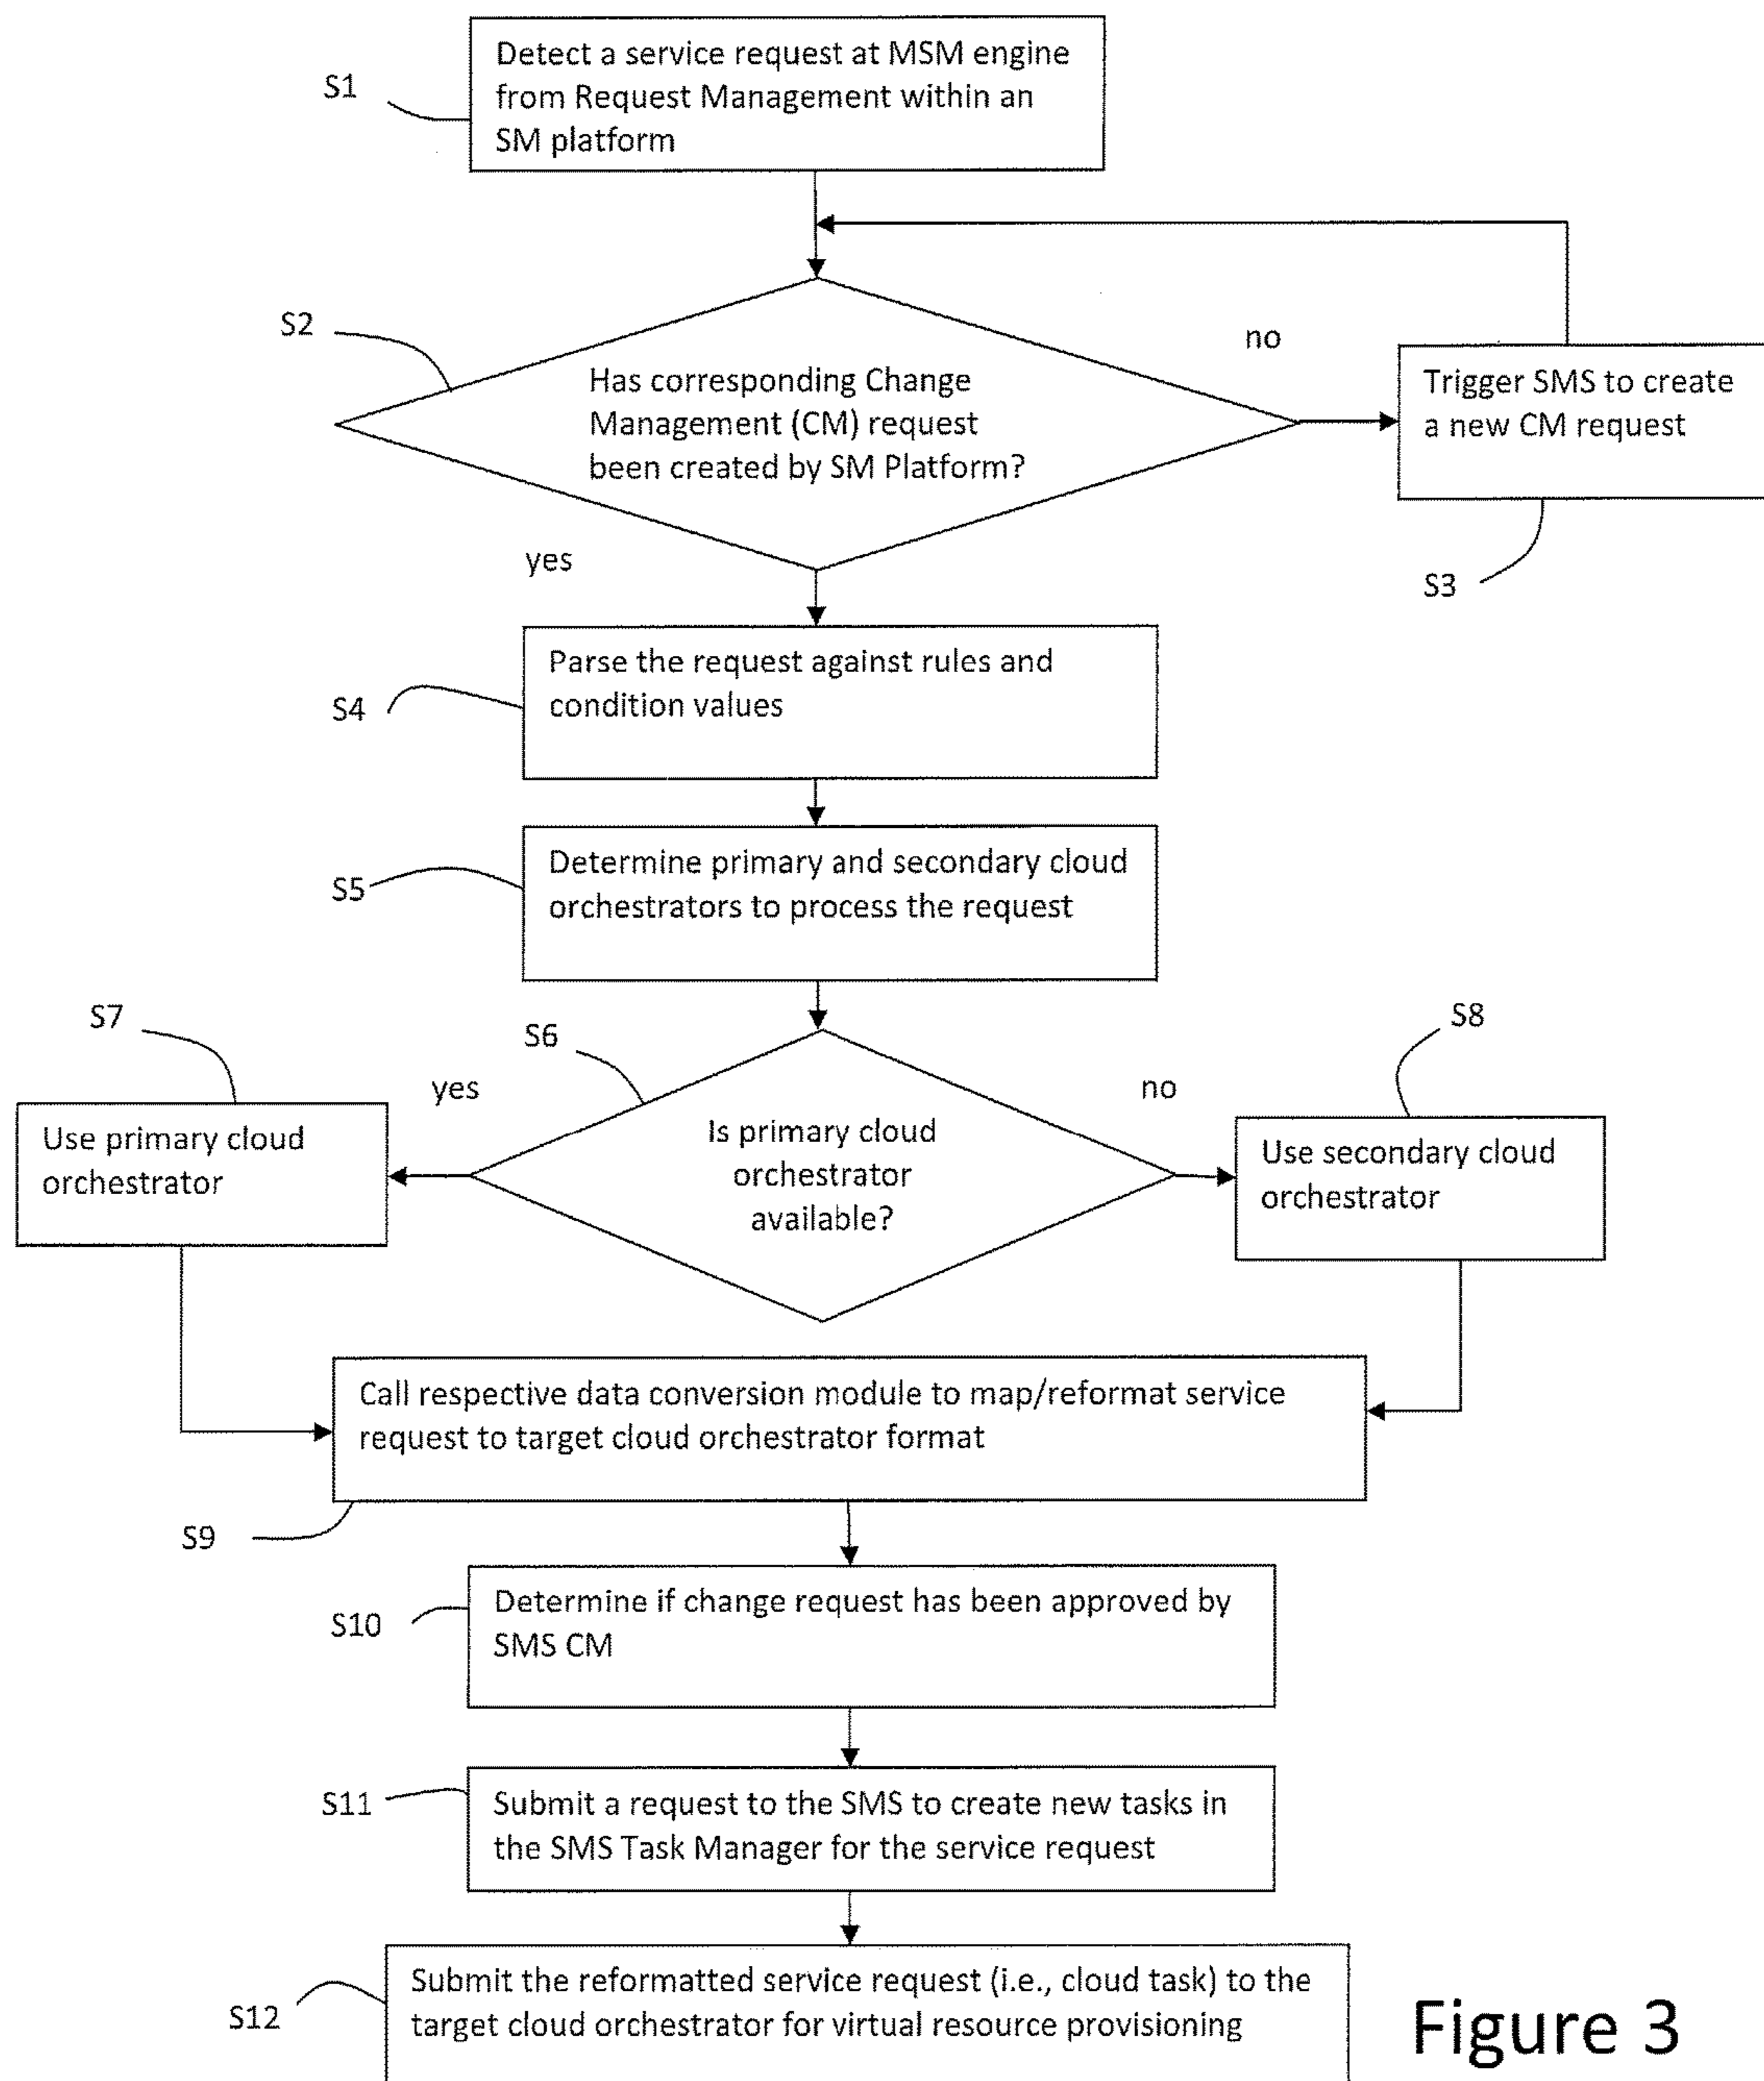 Detect a service request at MSM engine
from Request Management within an
SM platform
S1
S2
no
Has corresponding Change
Management (CM) request
been created by SM Platform?
Trigger SMS to create
a new CM request
yes
S3
Parse the request against rules and
condition values
S4
Determine primary and secondary cloud
orchestrators to process the request
S5
S7
S6
S8
yes
no
Use primary cloud
orchestrator
Is primary cloud
orchestrator
available?
Use secondary cloud
orchestrator
Call respective data conversion module to map/reformat service
request to target cloud orchestrator format
S9
Determine if change request has been approved by
SMS CM
S10
Submit a request to the SMS to create new tasks in
the SMS Task Manager for the service request
S11
Submit the reformatted service request (i.e., cloud task) to the
target cloud orchestrator for virtual resource provisioning
S12
Figure 3